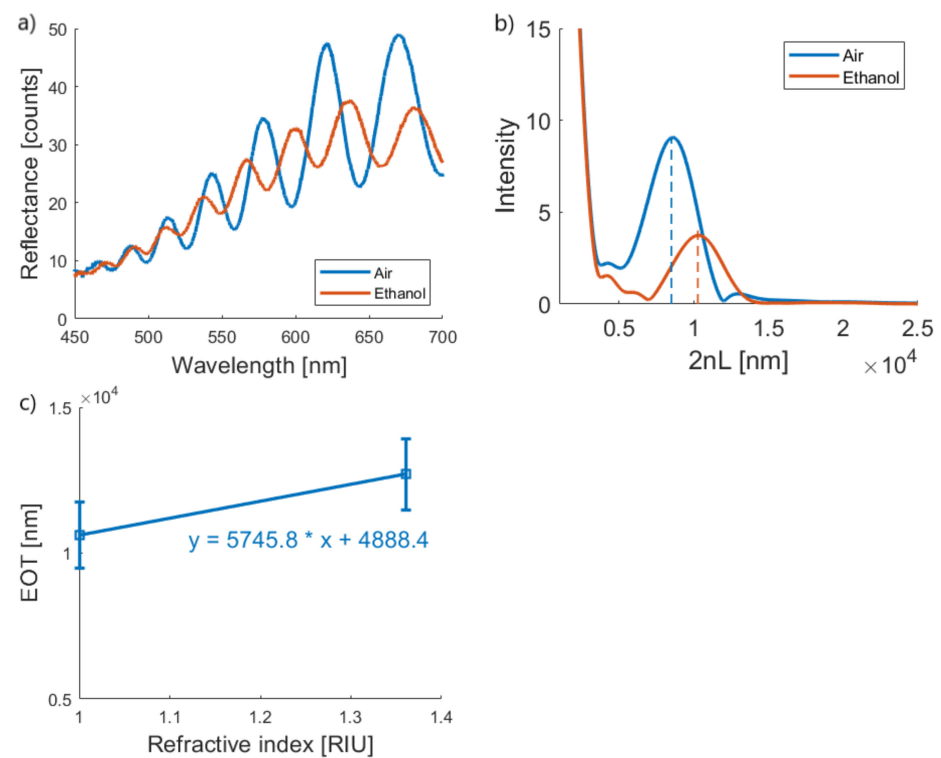 a)
50
40
30
20
10
0
Reflectance [counts]
Air
Ethanol
450
500
550
600
650
700
Wavelength [nm]
b)
15
10
5
0
Intensity
Air
Ethanol
0.5
1
1.5
2
2.5
2nL [nm]
×10⁴
c)
×10⁴
1.5
1
0.5
EOT [nm]
y = 5745.8 * x + 4888.4
1
1.1
1.2
1.3
1.4
Refractive index [RIU]